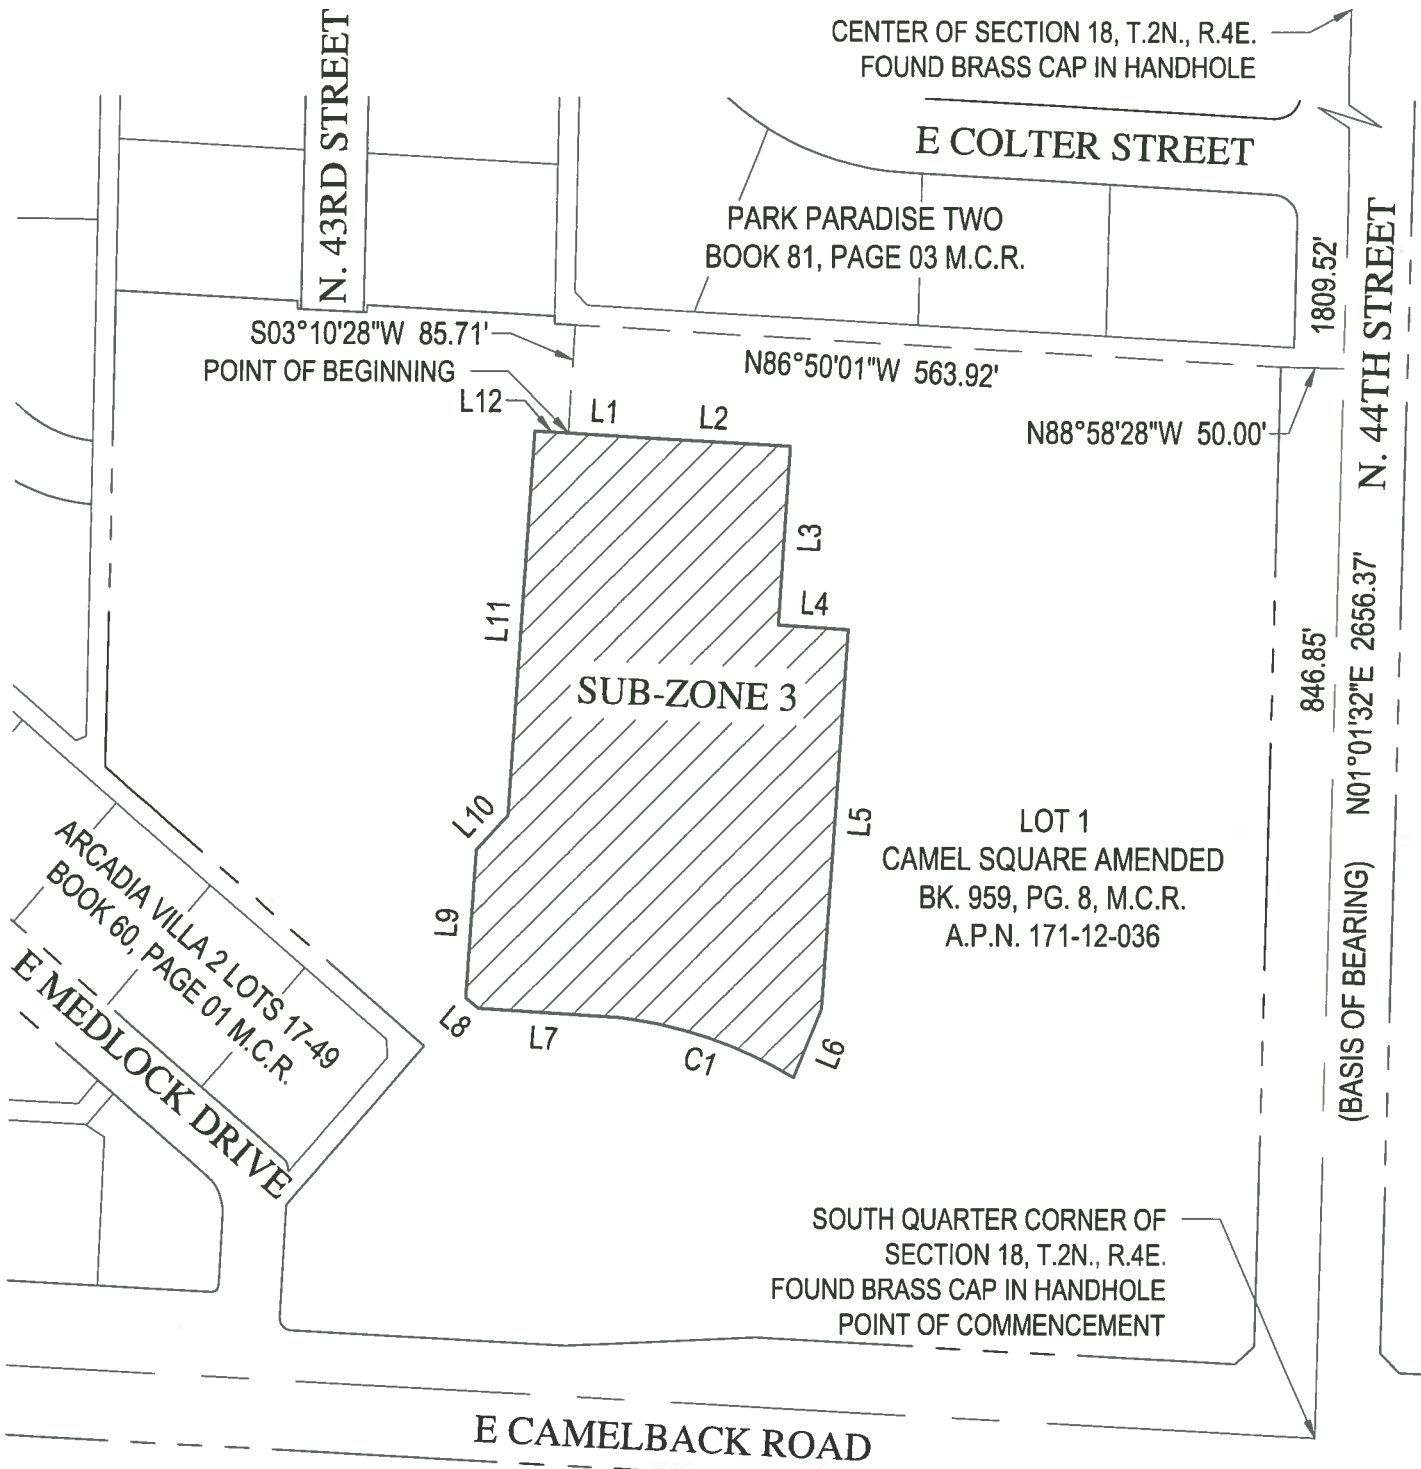 CENTER OF SECTION 18, T.2N., R.4E.
FOUND BRASS CAP IN HANDHOLE
N. 43RD STREET
E COLTER STREET
PARK PARADISE TWO
BOOK 81, PAGE 03 M.C.R.
1809.52'
N. 44TH STREET
S03°10'28"W 85.71'
POINT OF BEGINNING
N86°50'01"W 563.92'
L12
L1
L2
N88°58'28"W 50.00'
L3
L4
L11
SUB-ZONE 3
846.85'
N01°01'32"E 2656.37'
(BASIS OF BEARING)
L10
L5
LOT 1
CAMEL SQUARE AMENDED
BK. 959, PG. 8, M.C.R.
A.P.N. 171-12-036
ARCADIA VILLA 2 LOTS 17-49
BOOK 60, PAGE 01 M.C.R.
L9
E MEDLOCK DRIVE
L8
L7
C1
L6
SOUTH QUARTER CORNER OF
SECTION 18, T.2N., R.4E.
FOUND BRASS CAP IN HANDHOLE
POINT OF COMMENCEMENT
E CAMELBACK ROAD